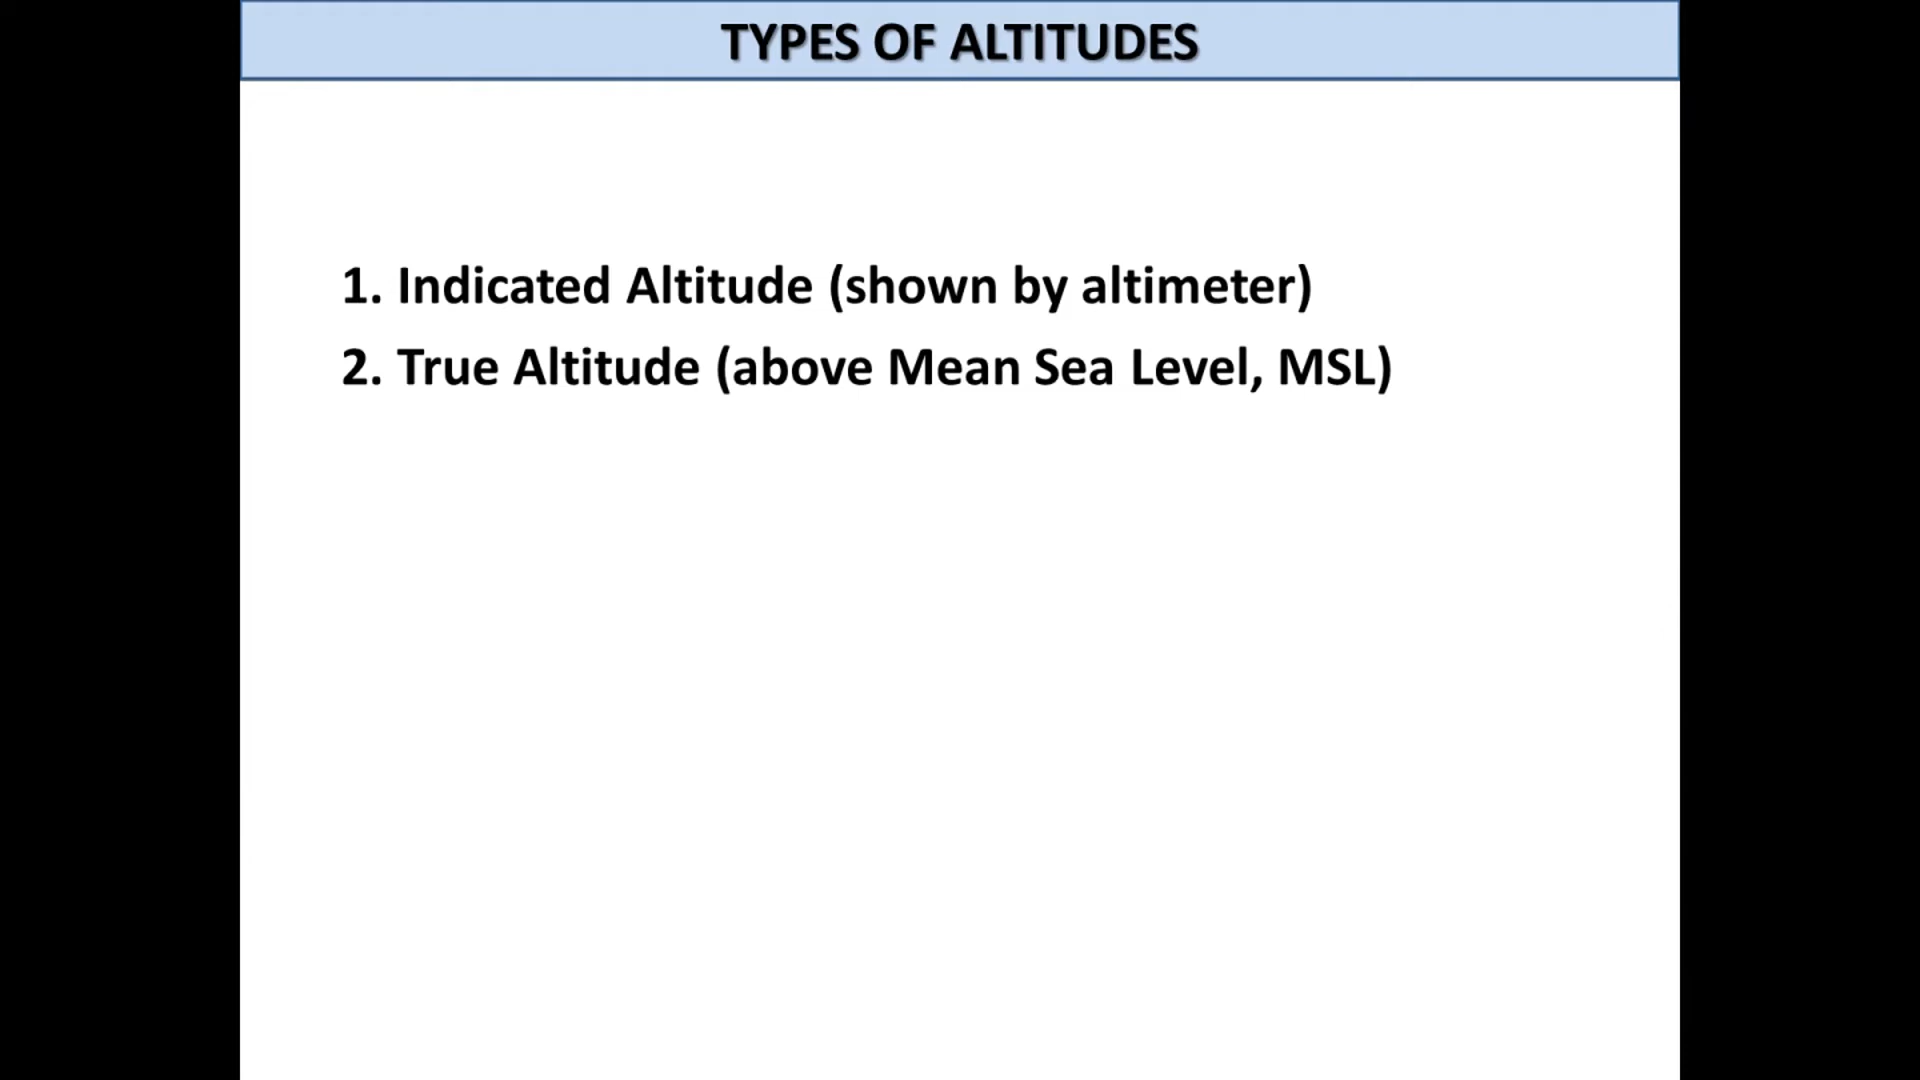 TYPES OF ALTITUDES
1. Indicated Altitude (shown by altimeter)
2. True Altitude (above Mean Sea Level, MSL)